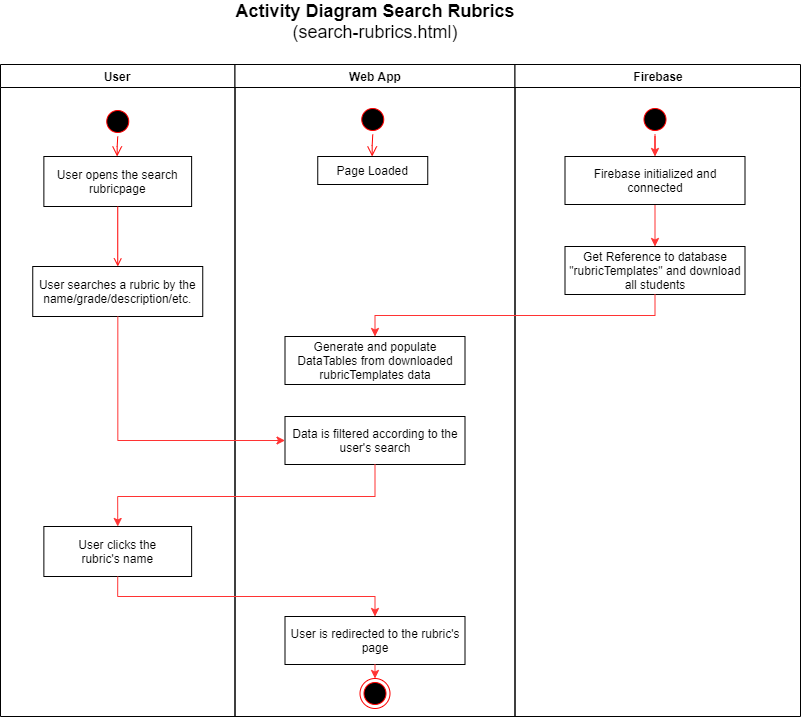 Activity Diagram Search Rubrics
(search-rubrics.html)
User
Web App
Firebase
User opens the search
rubricpage
Page Loaded
Firebase initialized and
connected
User searches a rubric by the
name/grade/description/etc.
Get Reference to database
"rubricTemplates" and download
all students
Generate and populate
DataTables from downloaded
rubricTemplates data
Data is filtered according to the
user's search
User clicks the
rubric's name
User is redirected to the rubric's
page